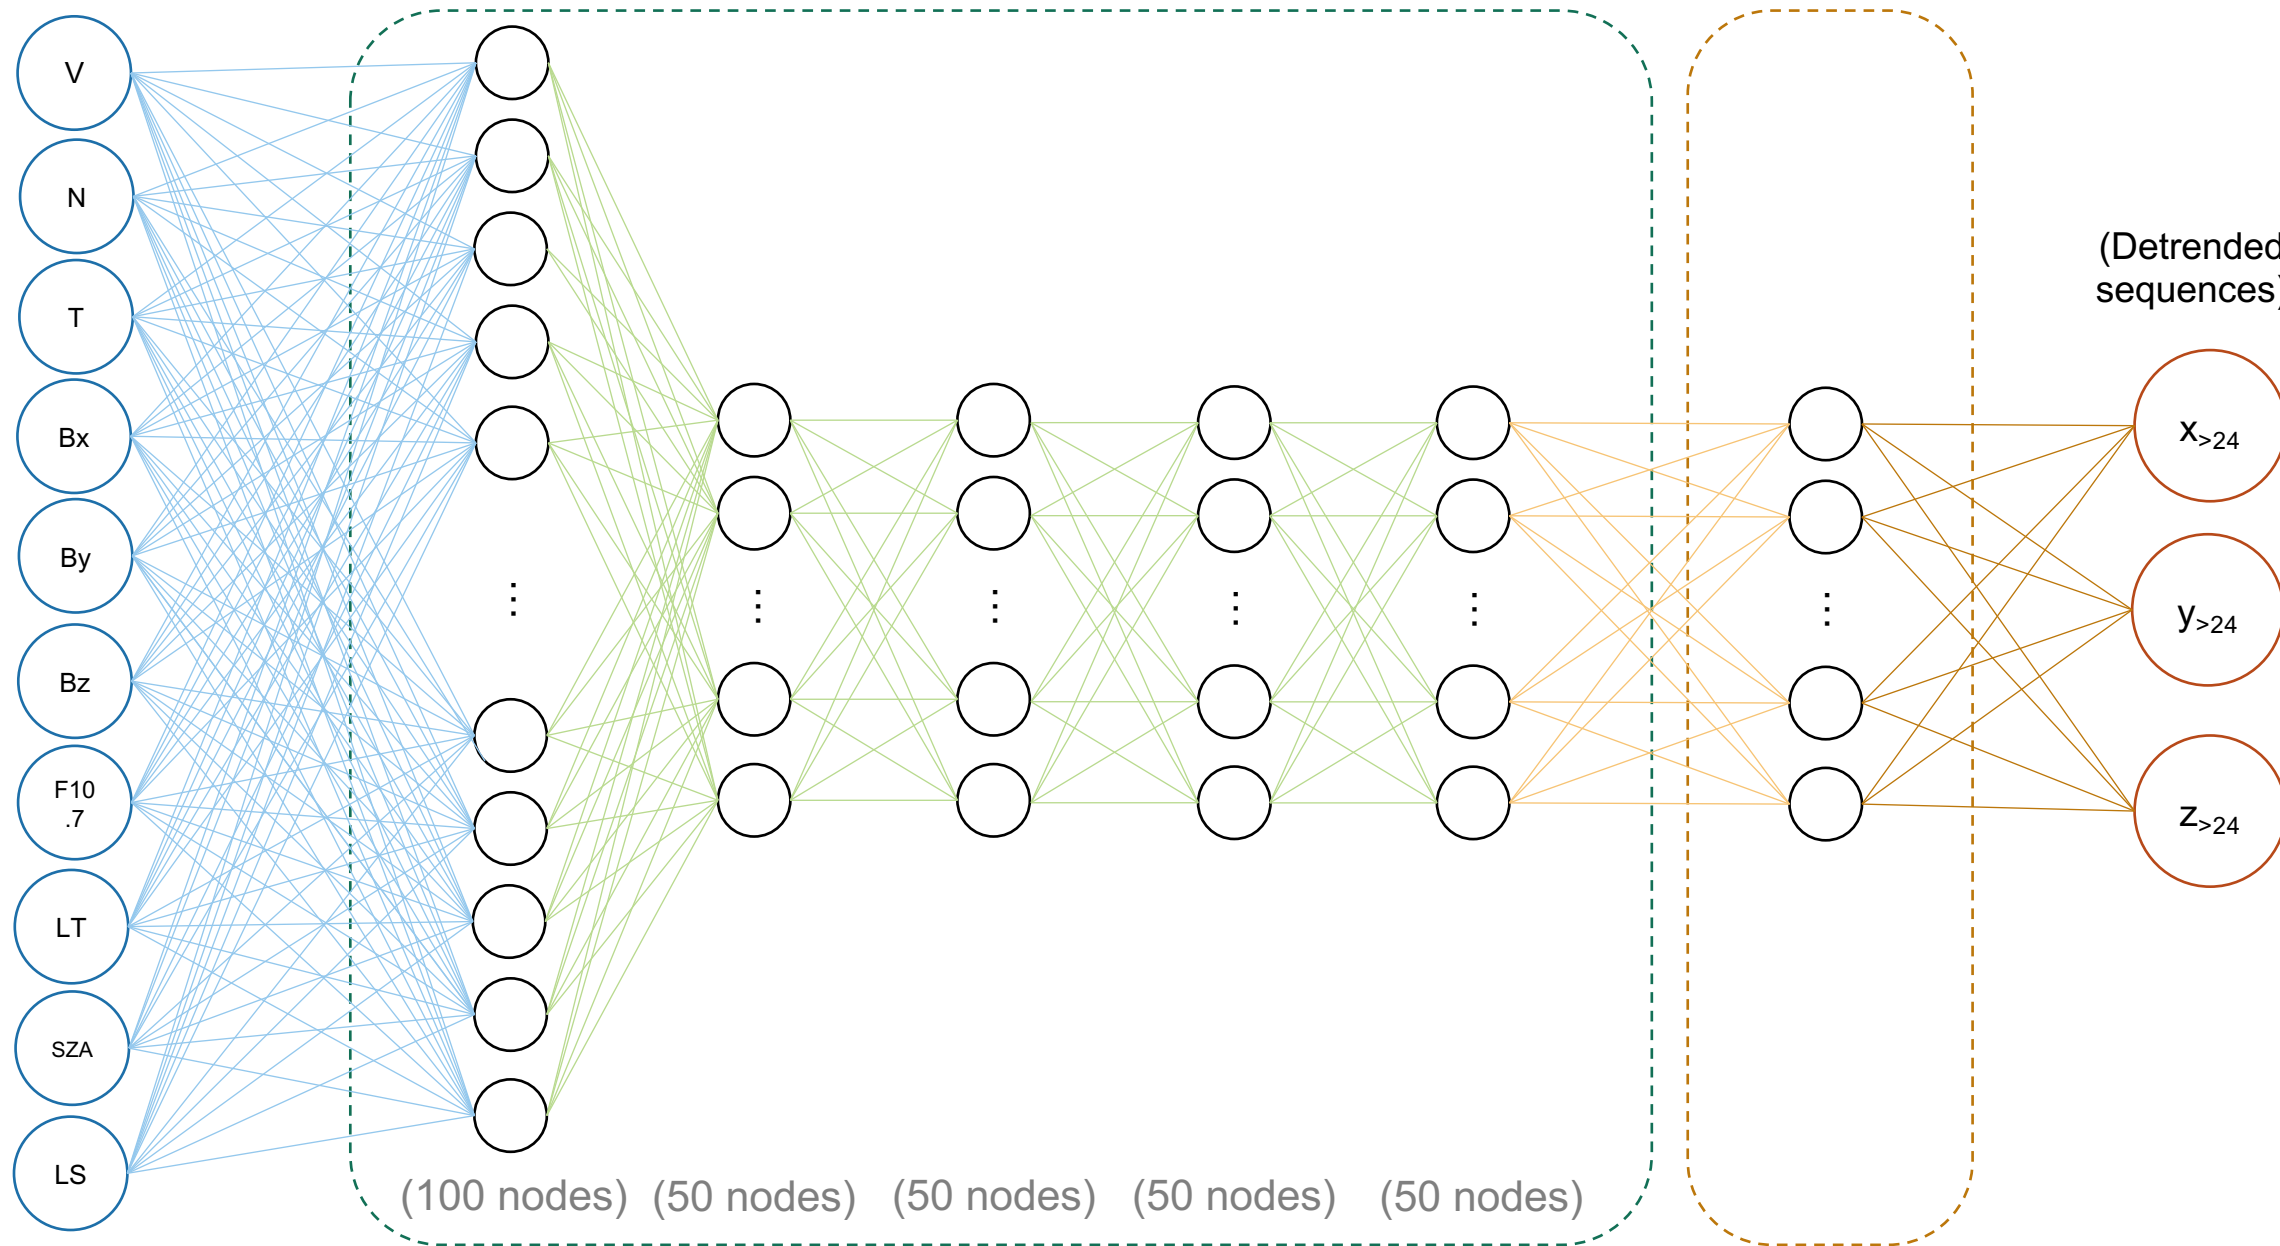 V
N
T
Bx
By
Bz
F10
.7
LT
SZA
LS
(100 nodes)
(50 nodes)
(50 nodes)
(50 nodes)
(50 nodes)
(Detrended
sequences)
x>24
y>24
z>24